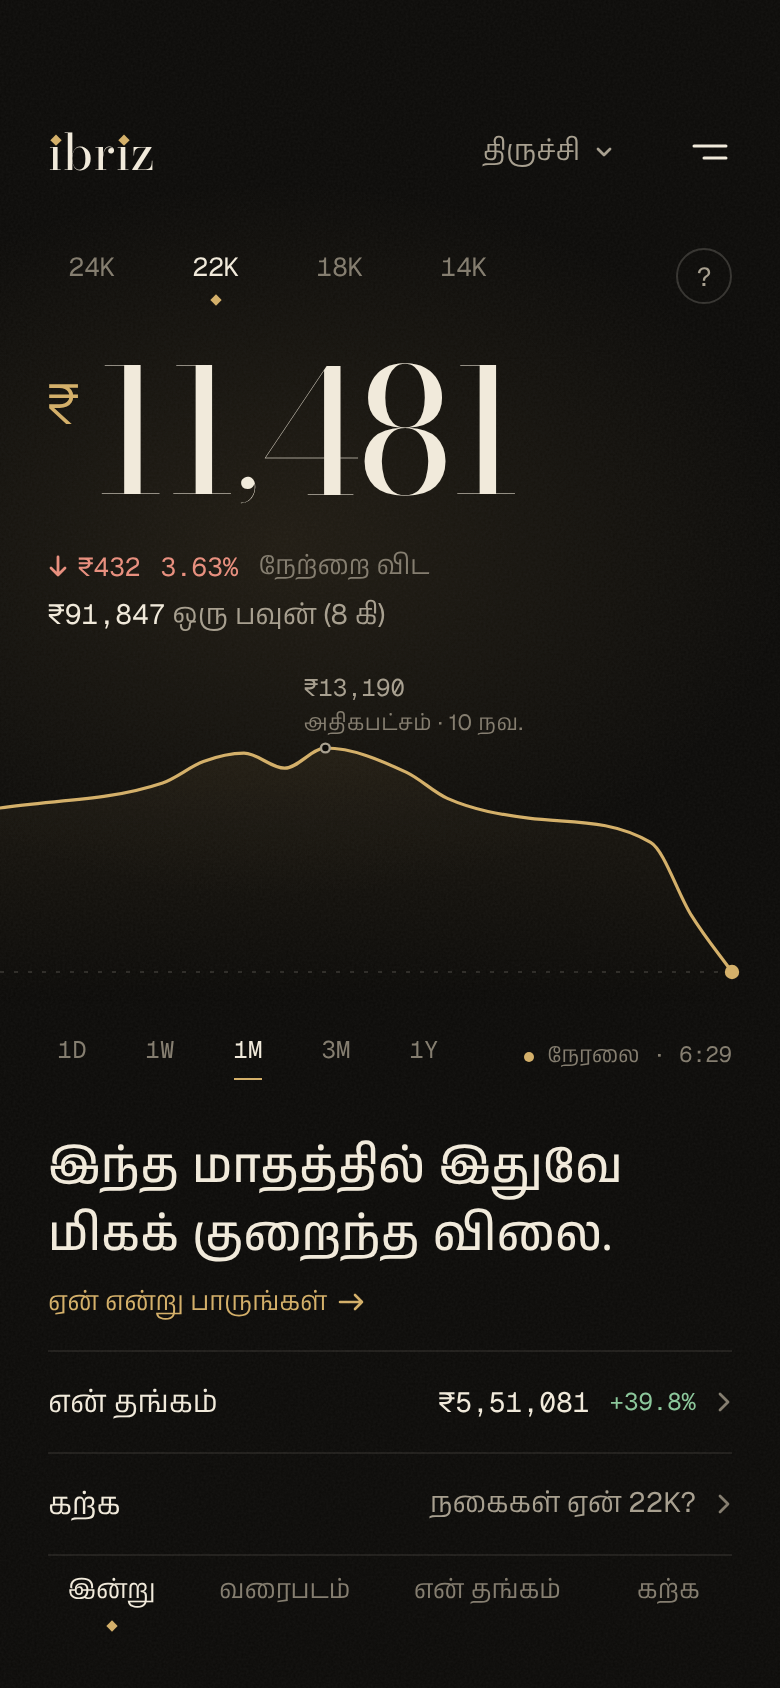 ibriz
திருச்சி
24K 22K 18K 14K ?
₹11,481
↓ ₹432 3.63% நேற்றை விட
₹91,847 ஒரு பவுன் (8 கி)
₹13,190
அதிகபட்சம் · 10 நவ.
1D 1W 1M 3M 1Y நேரலை · 6:29
இந்த மாதத்தில் இதுவே
மிகக் குறைந்த விலை.
ஏன் என்று பாருங்கள் →
என் தங்கம் ₹5,51,081 +39.8%
கற்க நகைகள் ஏன் 22K?
இன்று வரைபடம் என் தங்கம் கற்க